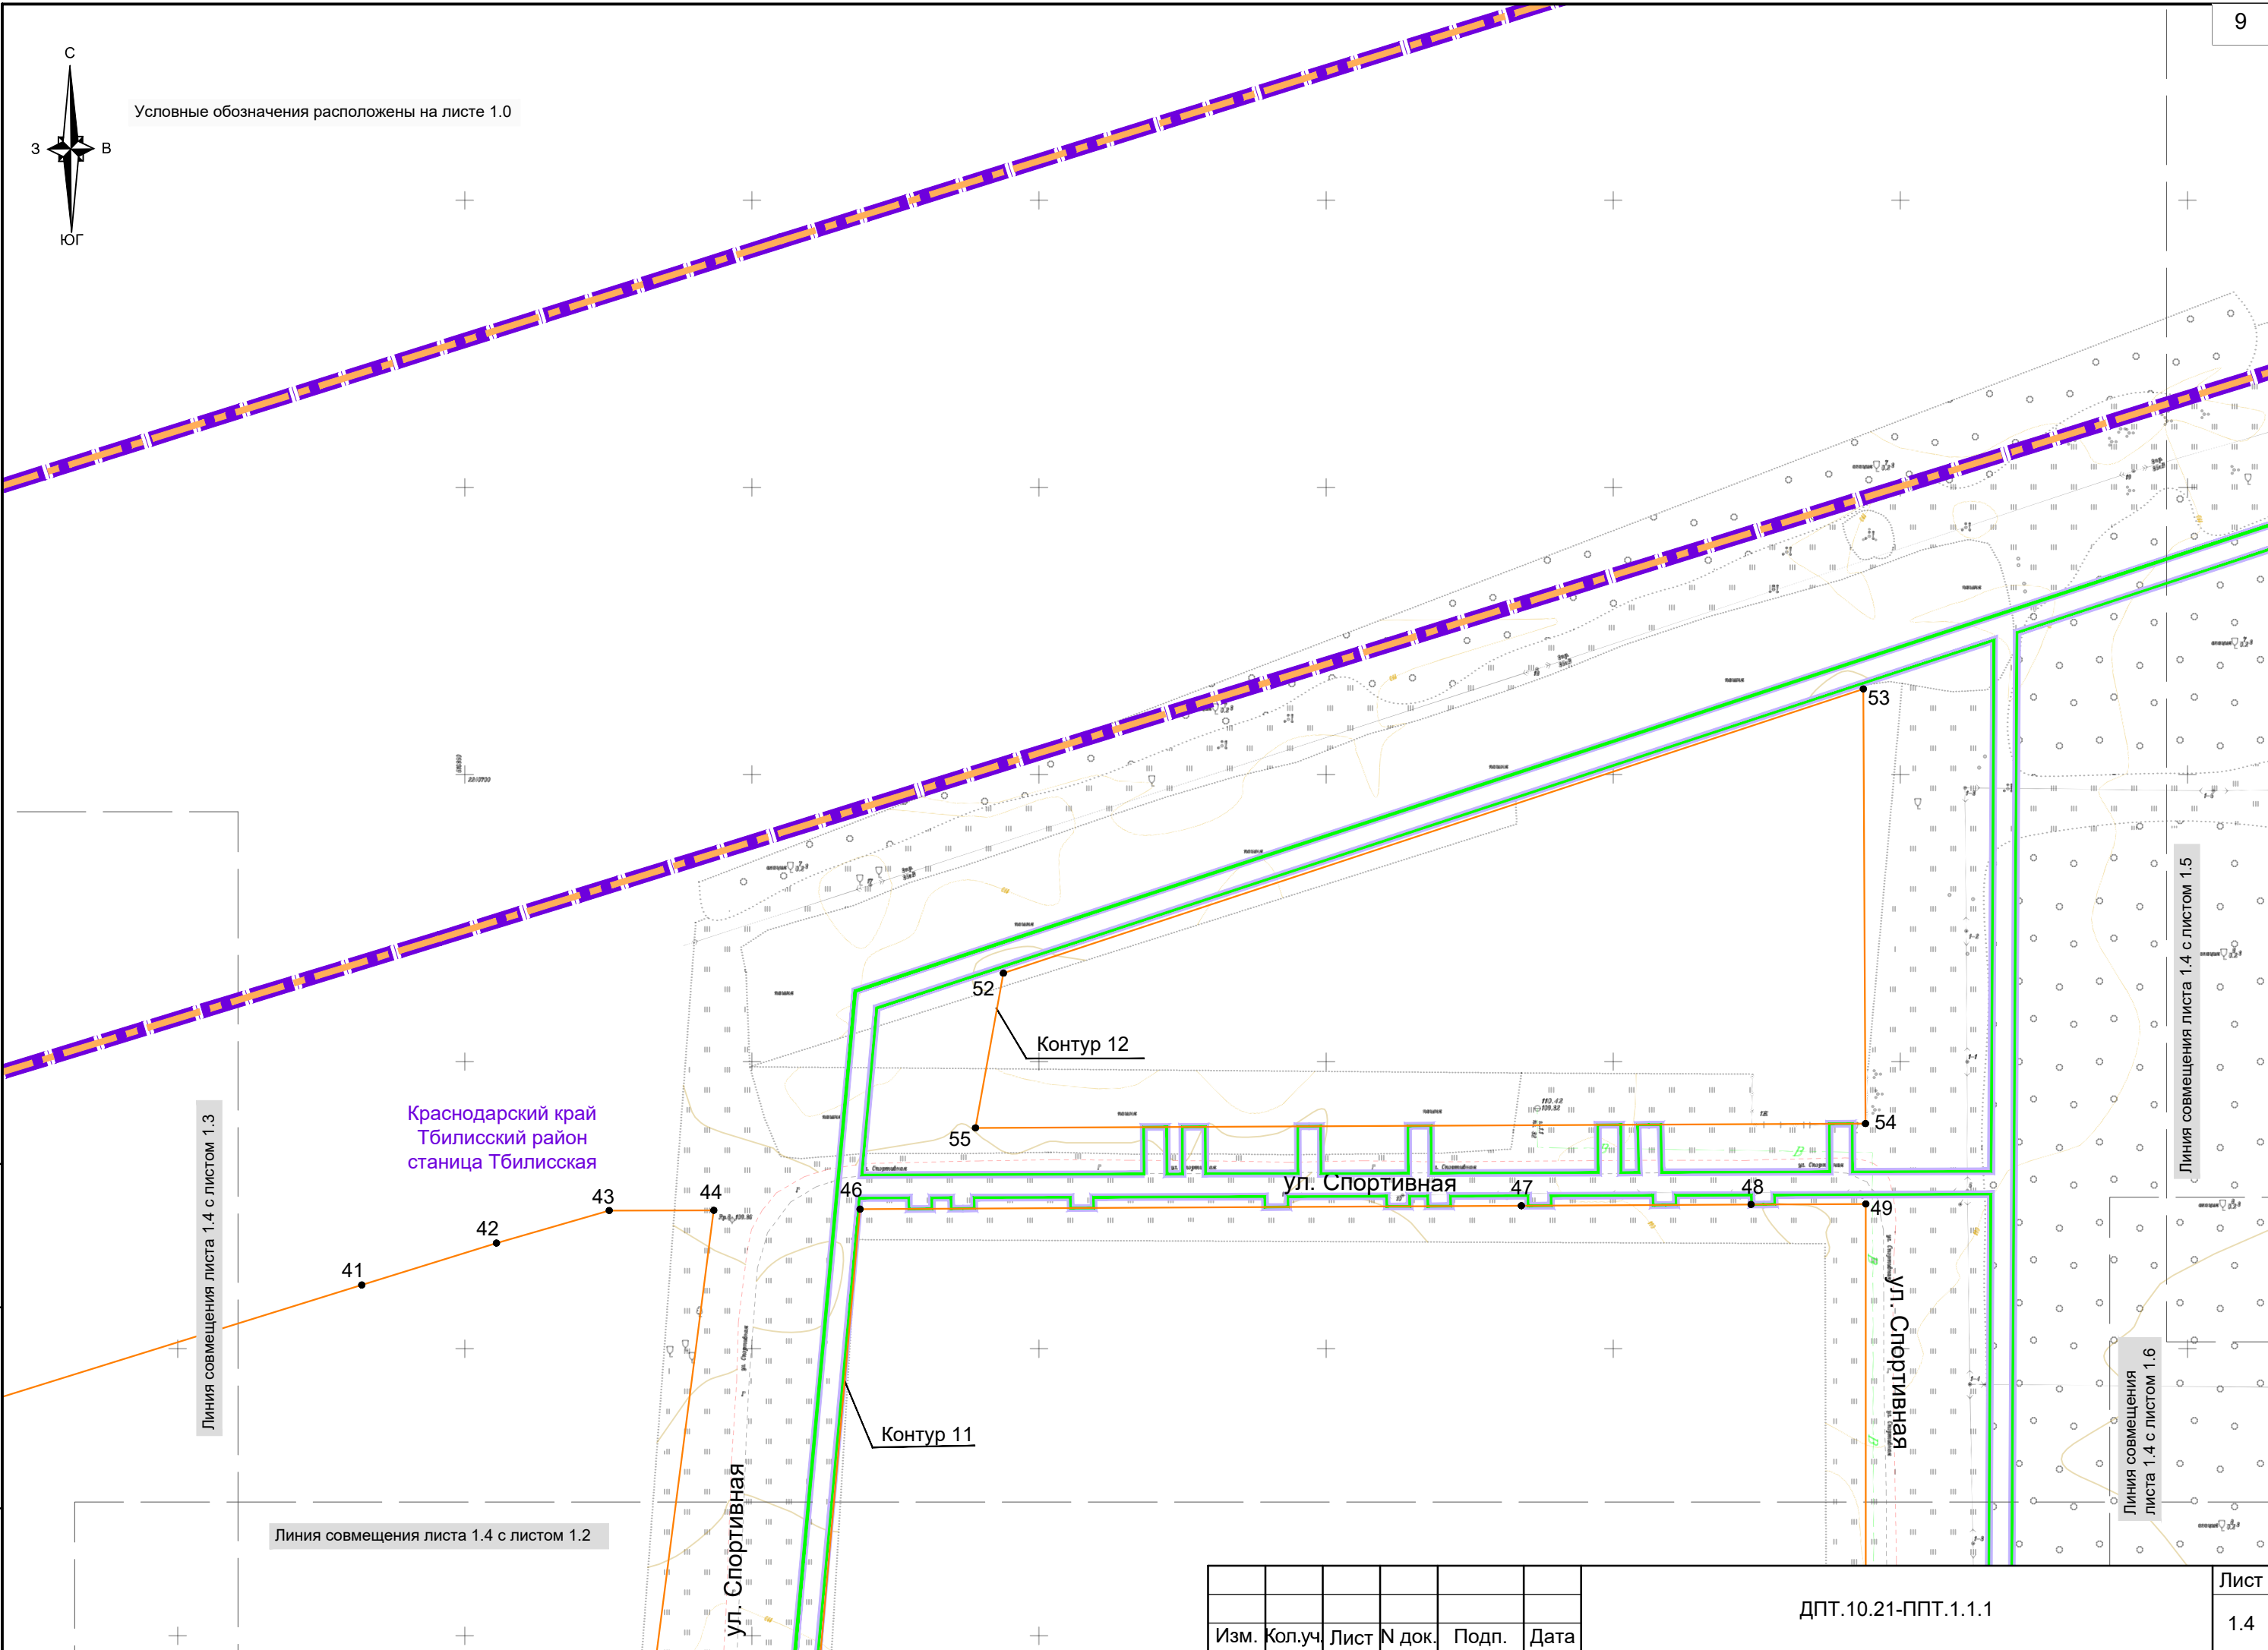 9
С
З
В
ЮГ
Условные обозначения расположены на листе 1.0
53
52
Контур 12
55
54
Краснодарский край
Тбилисский район
станица Тбилисская
Линия совмещения листа 1.4 с листом 1.3
Линия совмещения листа 1.4 с листом 1.5
ул. Спортивная
41
42
43
44
46
47
48
49
ул. Спортивная
Контур 11
ул. Спортивная
Линия совмещения
листа 1.4 с листом 1.6
Линия совмещения листа 1.4 с листом 1.2
Изм.
Кол.уч.
Лист
N док.
Подп.
Дата
ДПТ.10.21-ППТ.1.1.1
Лист
1.4